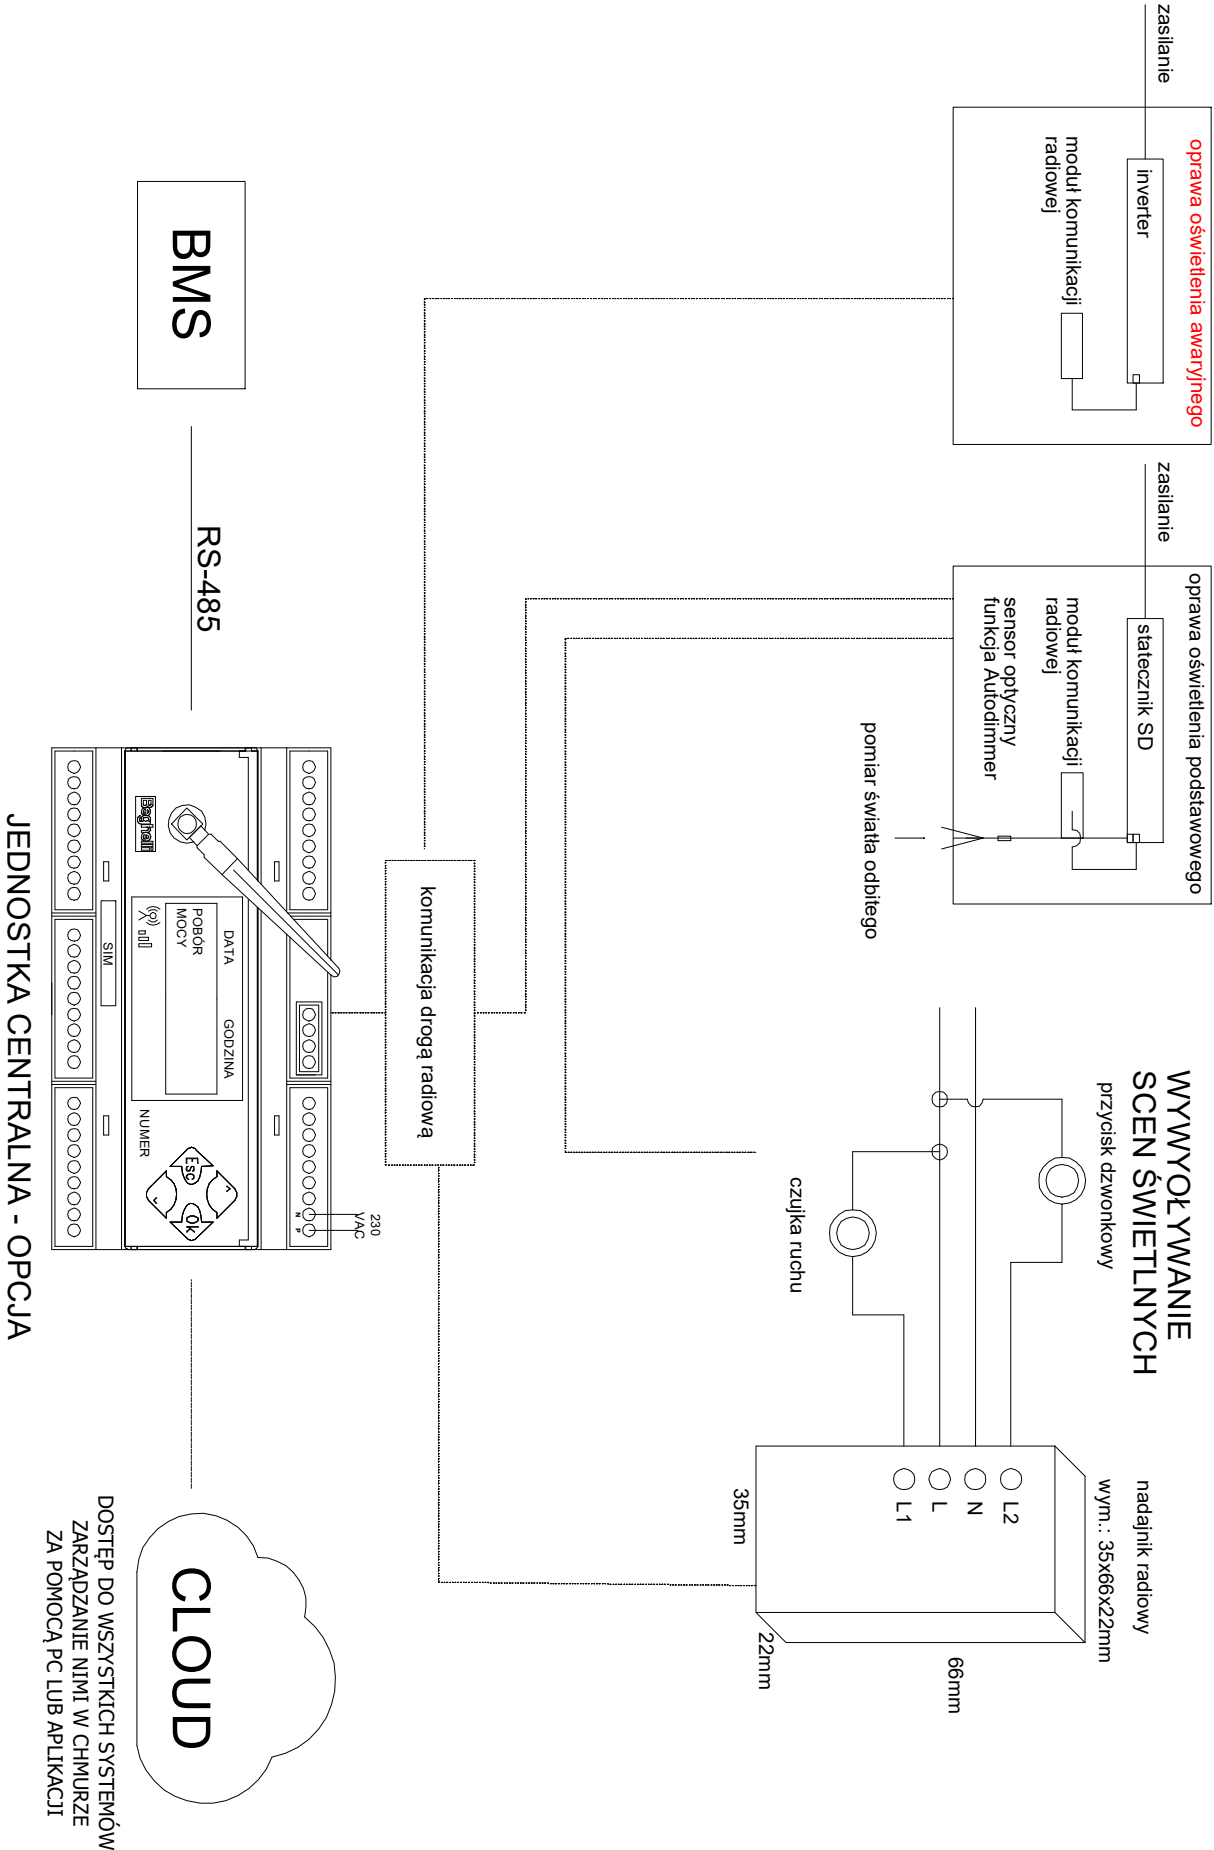 zasilanie
oprawa oświetlenia awaryjnego
inverter
moduł komunikacji
radiowej
zasilanie
oprawa oświetlenia podstawowego
statecznik SD
moduł komunikacji
radiowej
sensor optyczny
funkcja Autodimmer
pomiar światła odbitego
WYWYOŁYWANIE
SCEN ŚWIETLNYCH
przycisk dzwonkowy
czujka ruchu
nadajnik radiowy
wym.: 35x66x22mm
L2
N
L
L1
35mm
22mm
66mm
komunikacja drogą radiową
BMS
RS-485
Beghelli
DATA
GODZINA
POBÓR
MOCY
SIM
NUMER
Esc
Ok
230
VAC
N
P
JEDNOSTKA CENTRALNA - OPCJA
CLOUD
DOSTĘP DO WSZYSTKICH SYSTEMÓW
ZARZĄDZANIE NIMI W CHMURZE
ZA POMOCĄ PC LUB APLIKACJI